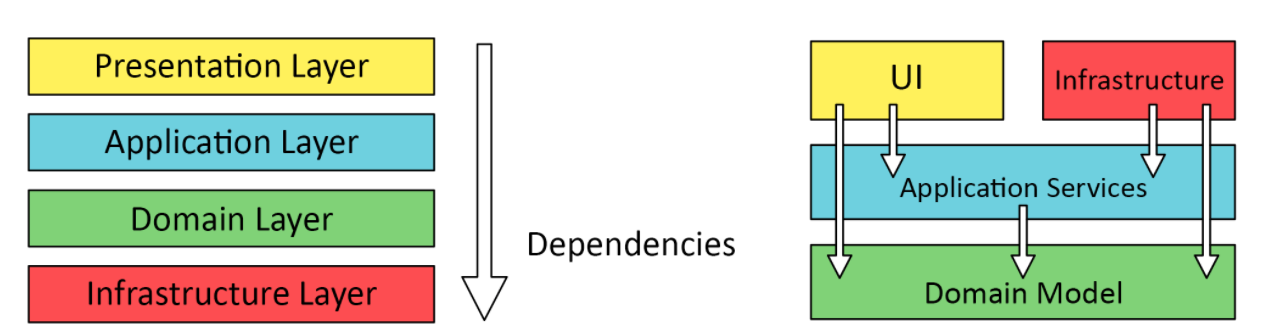 Presentation Layer
Application Layer
Domain Layer
Infrastructure Layer
Dependencies
UI
Infrastructure
Application Services
Domain Model